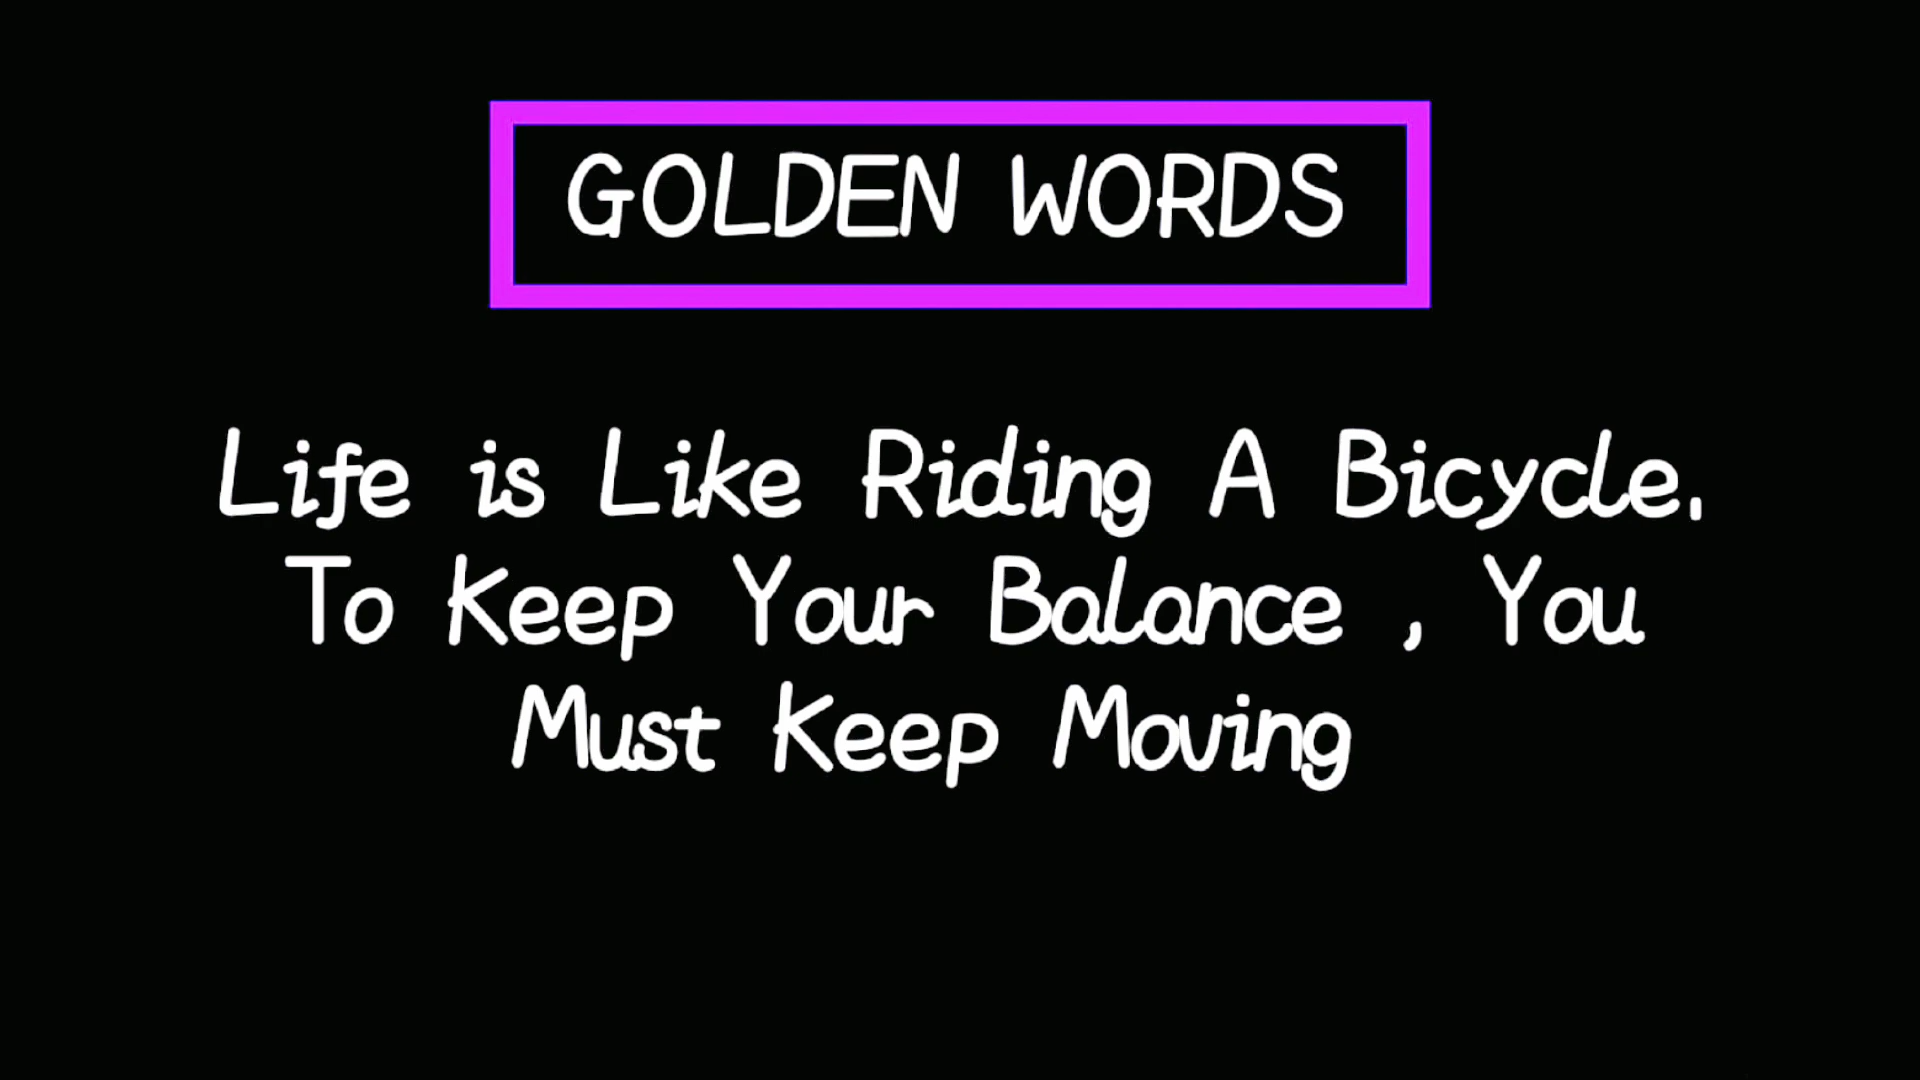 GOLDEN WORDS
Life is Like Riding A Bicycle.
To Keep Your Balance , You
Must Keep Moving